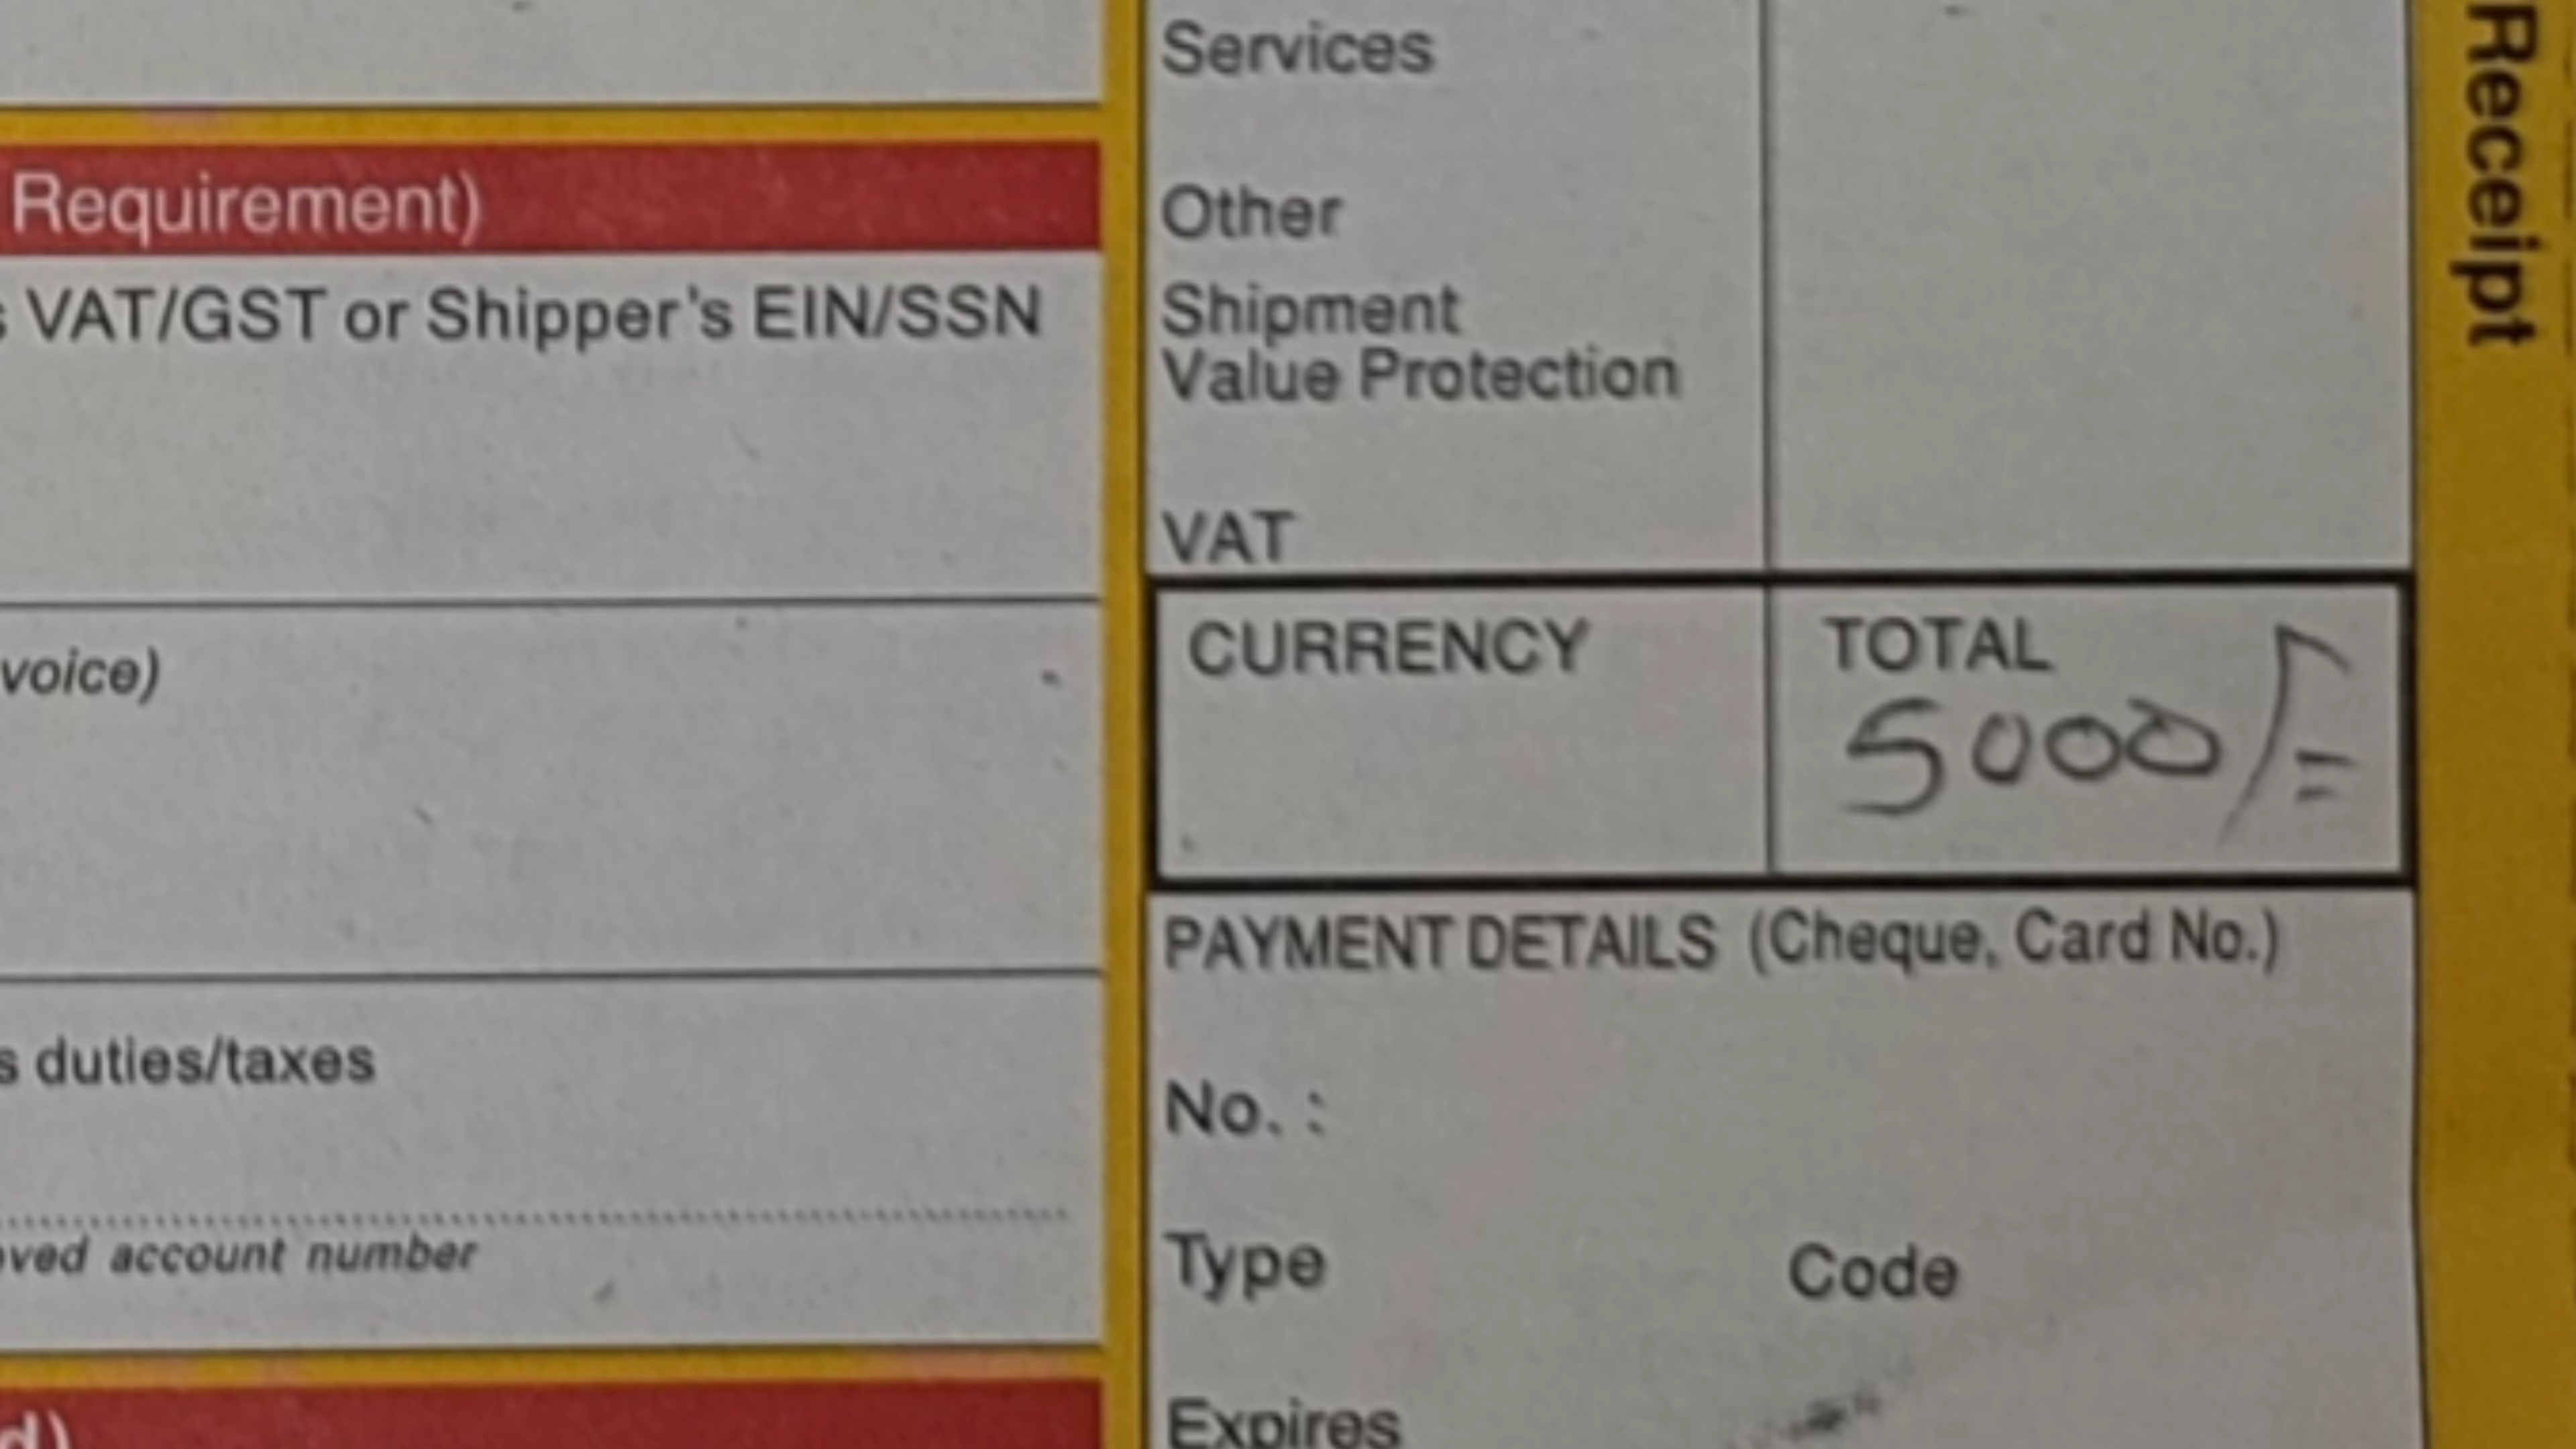 Requirement)
VAT/GST or Shipper's EIN/SSN
voice)
duties/taxes
account number
Services
Other
Shipment
Value Protection
VAT
CURRENCY
TOTAL
5000/=
PAYMENT DETAILS (Cheque, Card No.)
No. :
Type
Code
Expires
Receipt